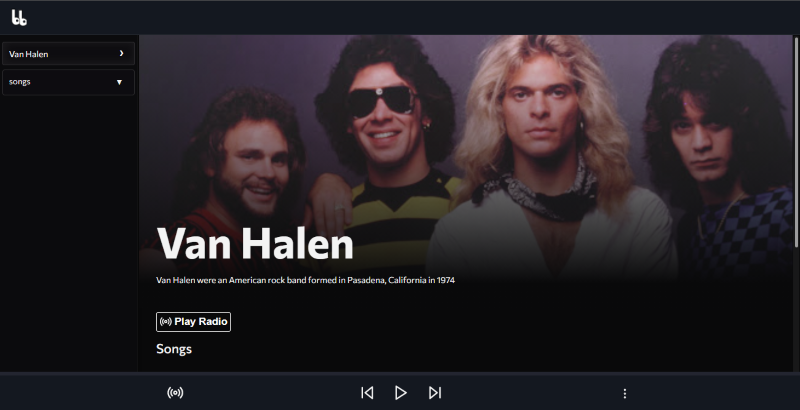 bb
Van Halen
songs
Van Halen
Van Halen were an American rock band formed in Pasadena, California in 1974
Play Radio
Songs